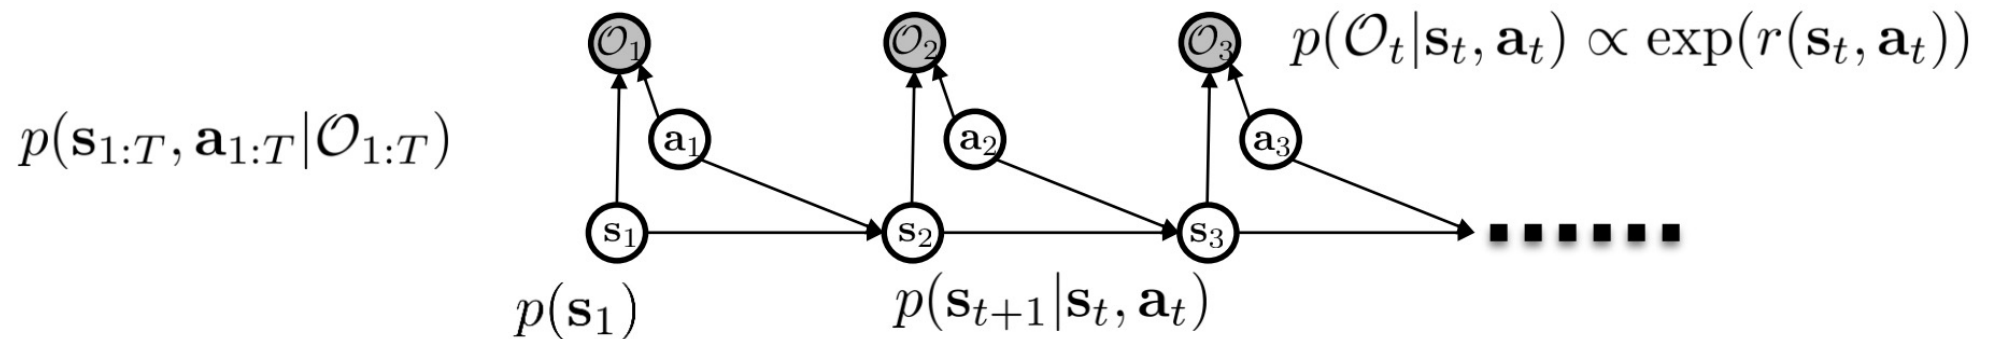 𝒪₁ 𝒪₂ 𝒪₃ p(𝒪ₜ|sₜ, aₜ) ∝ exp(r(sₜ, aₜ))
p(s₁:T, a₁:T|𝒪₁:T) a₁ a₂ a₃
s₁ s₂ s₃
p(s₁) p(sₜ₊₁|sₜ, aₜ)